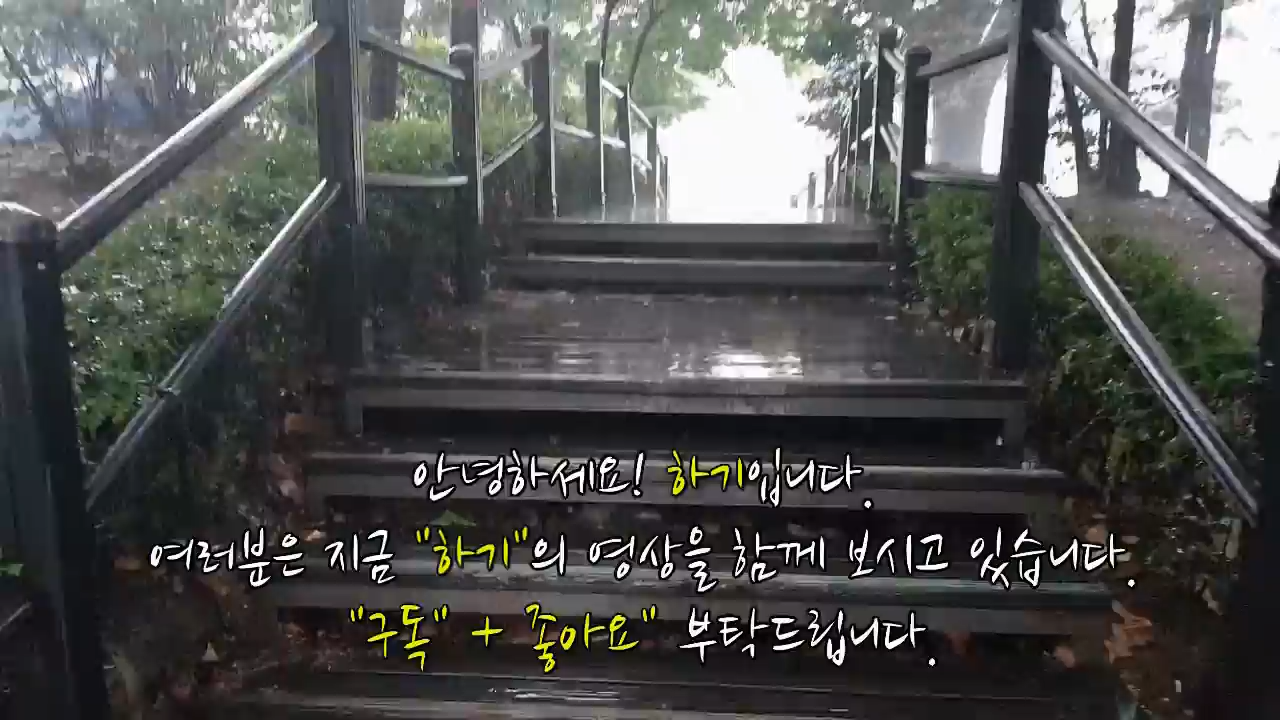 안녕하세요! 하기입니다.
여러분은 지금 "하기"의 영상을 함께 보시고 있습니다.
"구독" + 좋아요" 부탁드립니다.